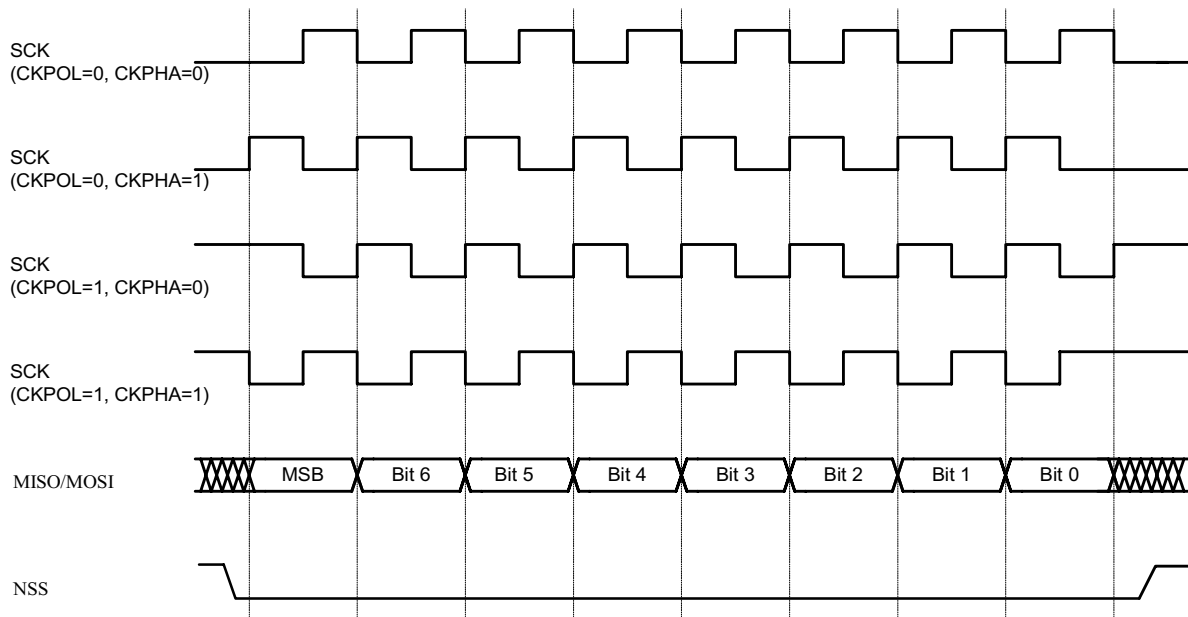 SCK
(CKPOL=0, CKPHA=0)
SCK
(CKPOL=0, CKPHA=1)
SCK
(CKPOL=1, CKPHA=0)
SCK
(CKPOL=1, CKPHA=1)
MISO/MOSI MSB Bit 6 Bit 5 Bit 4 Bit 3 Bit 2 Bit 1 Bit 0
NSS